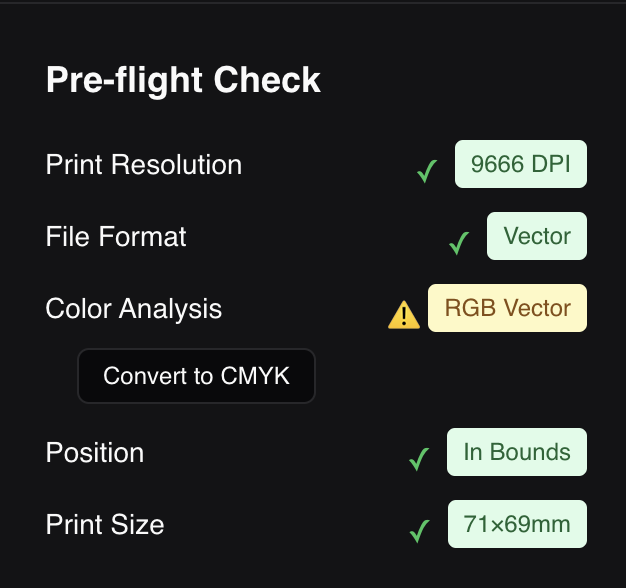 Pre-flight Check
Print Resolution ✓ 9666 DPI
File Format ✓ Vector
Color Analysis ⚠️ RGB Vector
Convert to CMYK
Position ✓ In Bounds
Print Size ✓ 71×69mm